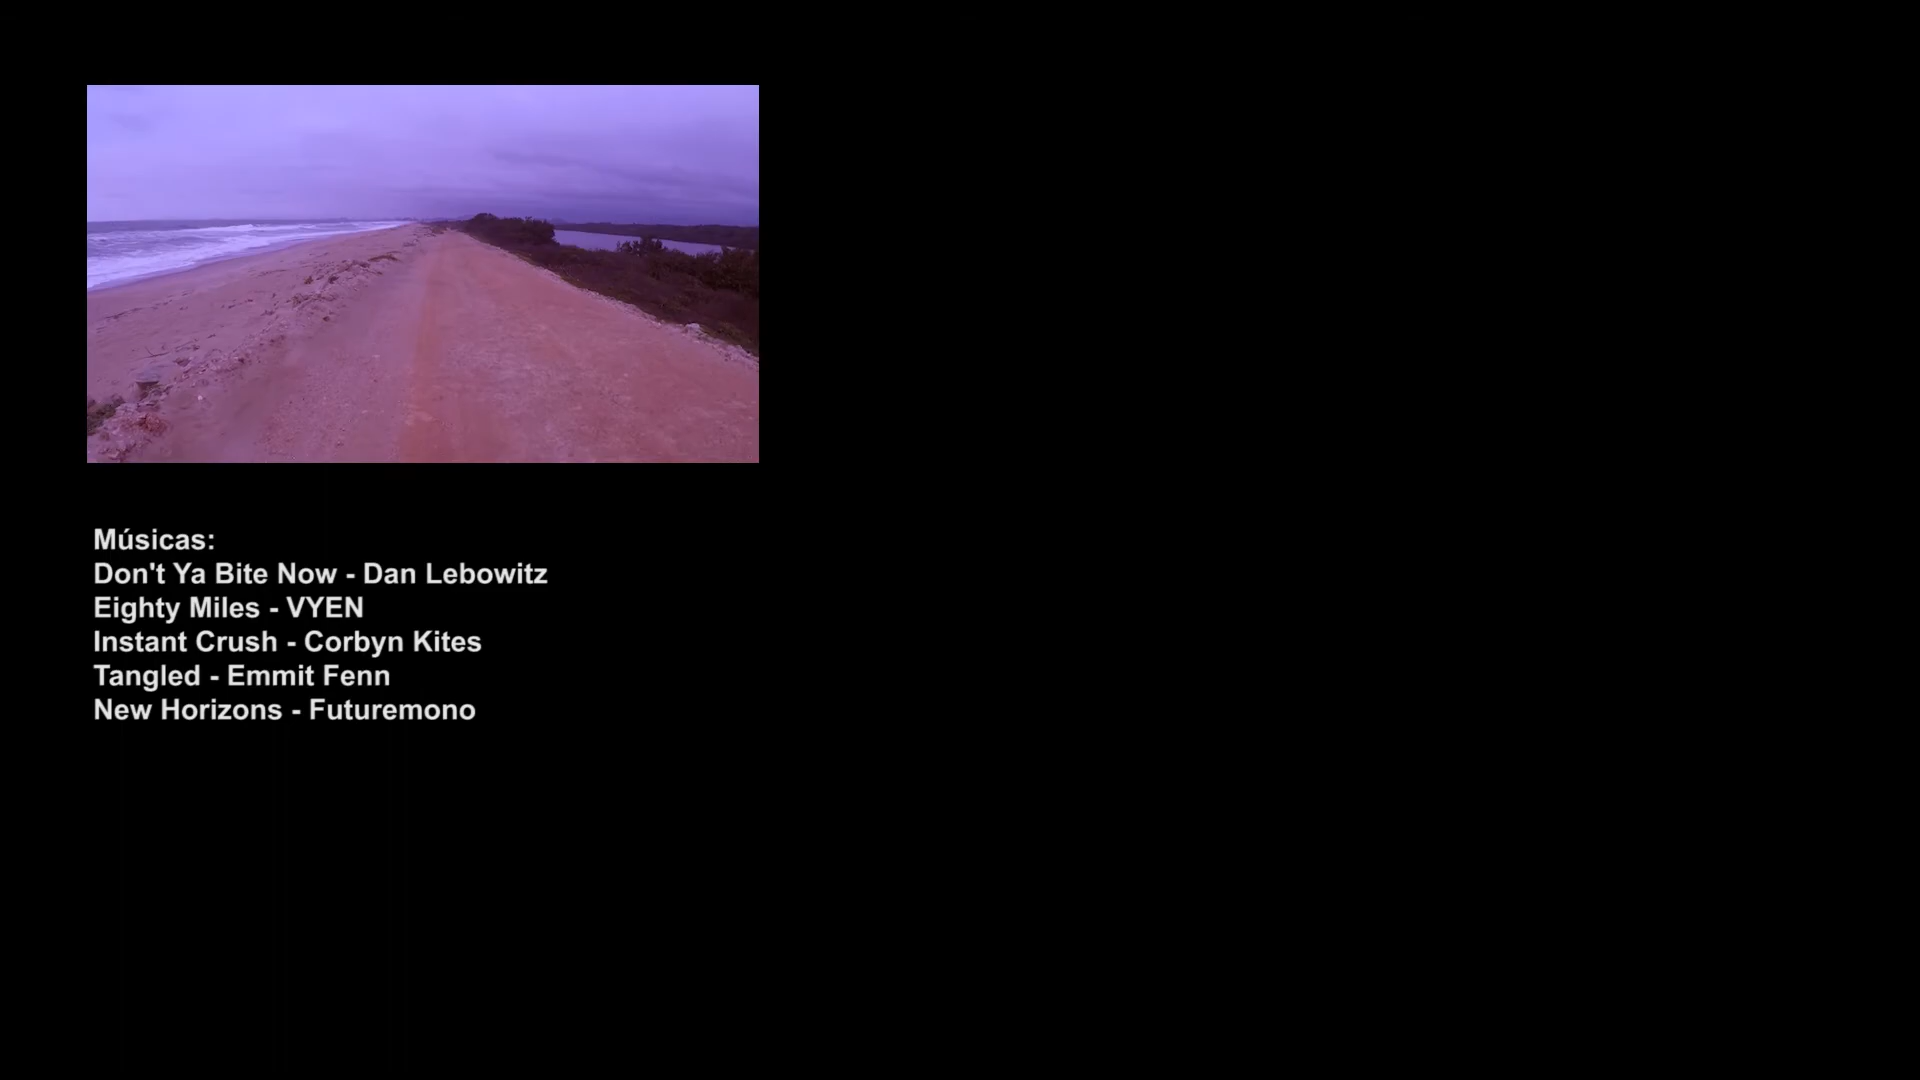 Músicas:
Don't Ya Bite Now - Dan Lebowitz
Eighty Miles - VYEN
Instant Crush - Corbyn Kites
Tangled - Emmit Fenn
New Horizons - Futuremono